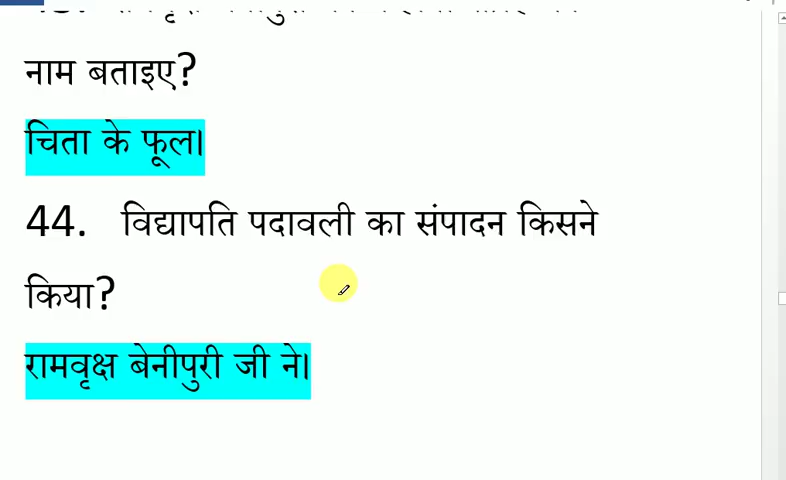 नाम बताइए?
चिता के फूल।
44. विद्यापति पदावली का संपादन किसने
किया?
रामवृक्ष बेनीपुरी जी ने।